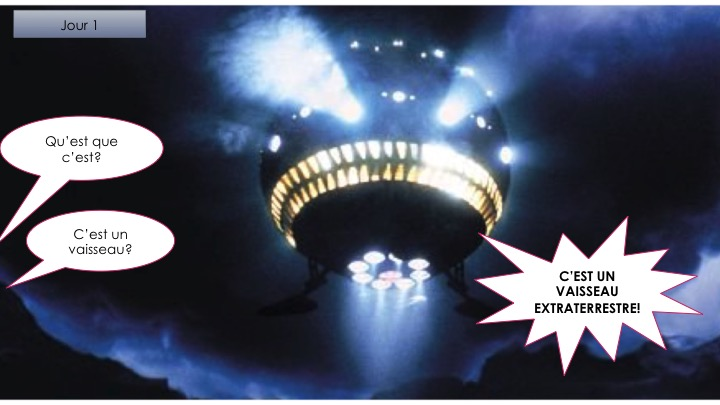 Jour 1
Qu'est que
c'est?
C'est un
vaisseau?
C'EST UN
VAISSEAU
EXTRATERRESTRE!